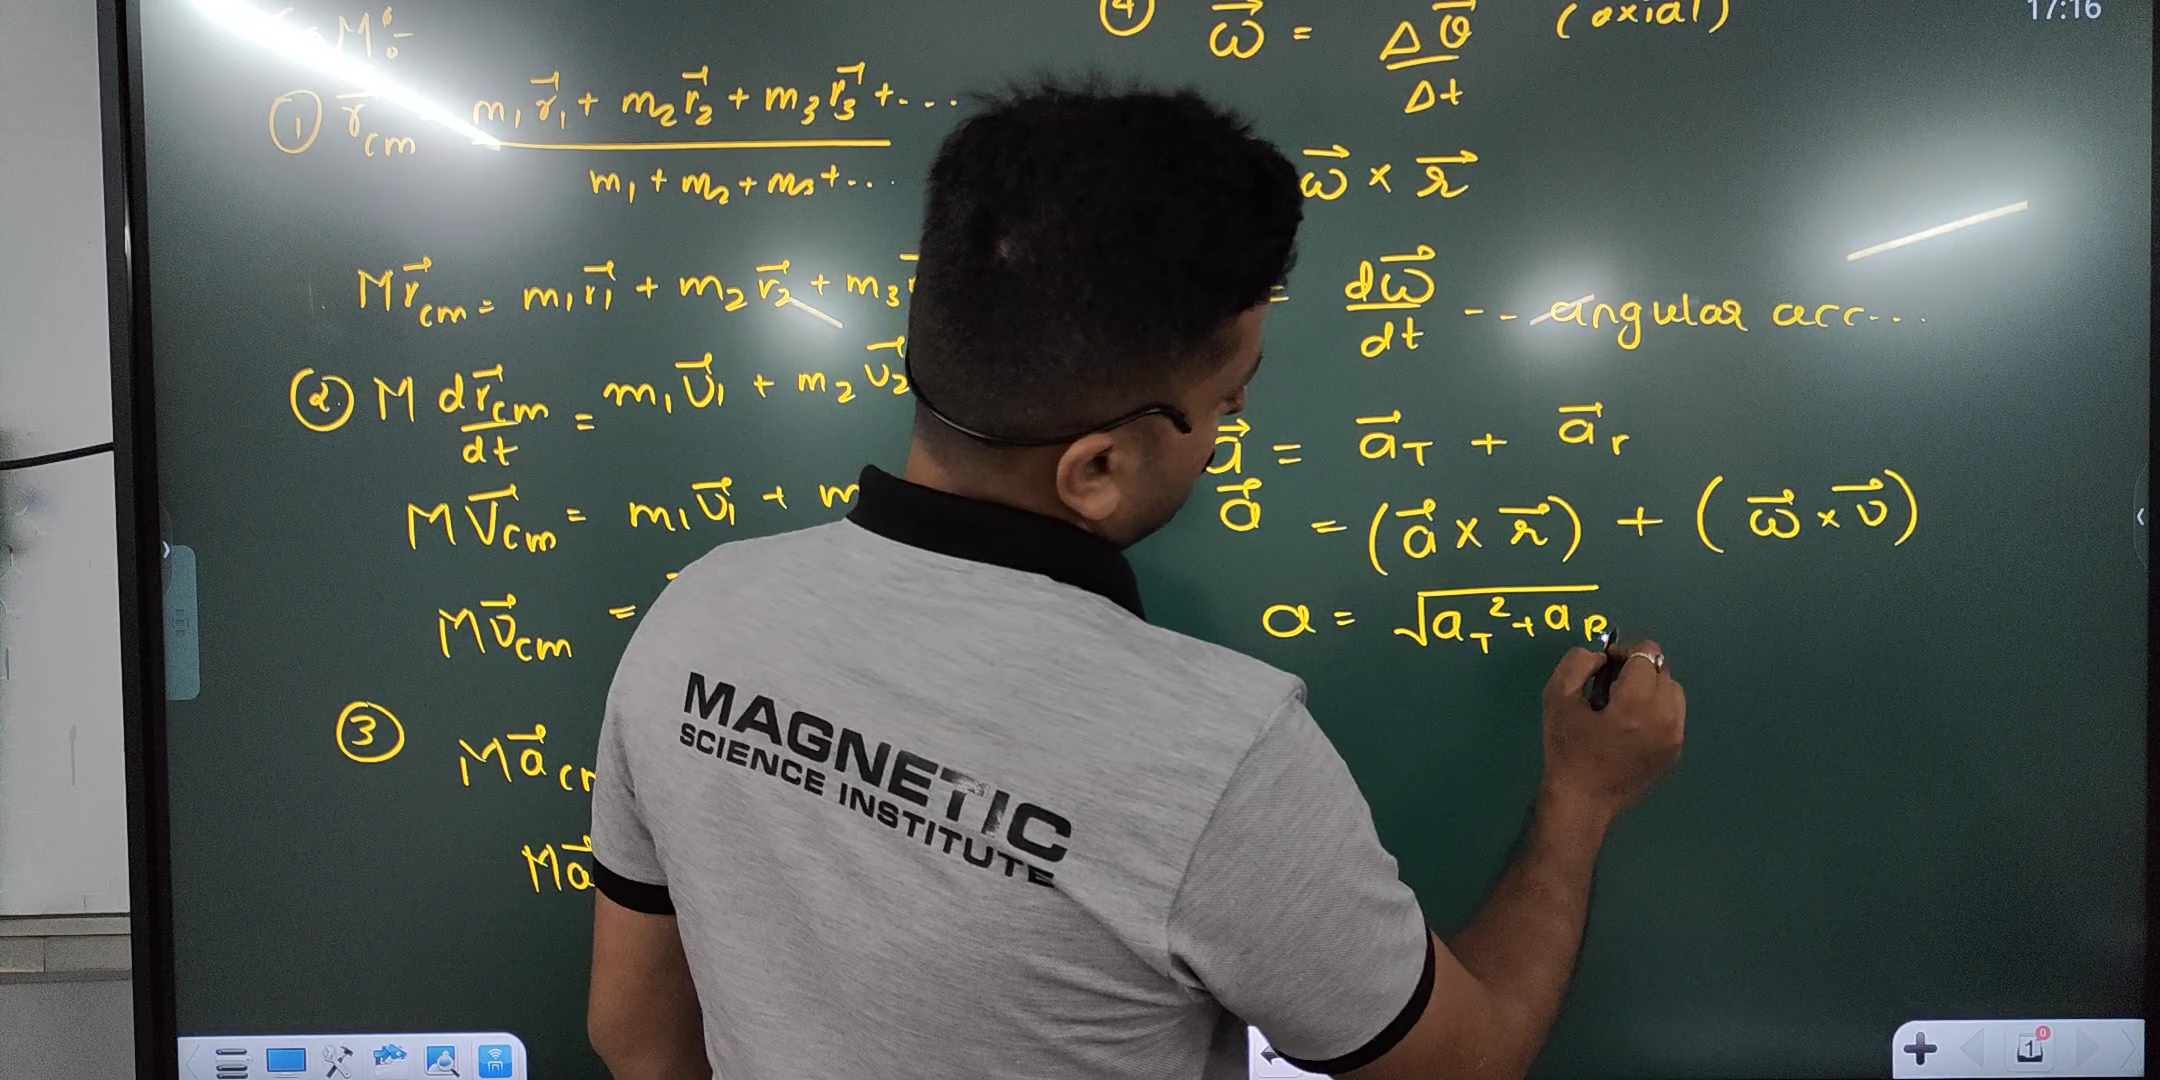 ① r⃗cm m₁r⃗₁ + m₂r⃗₂ + m₃r⃗₃ + ...
m₁ + m₂ + m₃ + ...
Mr⃗cm = m₁r⃗₁ + m₂r⃗₂ + m₃
② M dr⃗cm/dt = m₁v⃗₁ + m₂v⃗₂
MV⃗cm = m₁v⃗₁ + m
Mv⃗cm =
③ Ma⃗c
Ma⃗
④ ω⃗ = Δθ⃗/Δt (axial)
ω⃗ × r⃗
= dω⃗/dt -- angular acc...
a⃗ = a⃗T + a⃗r
a⃗ = (a⃗ × r⃗) + (ω⃗ × v⃗)
a = √aT² + aR
17:16
MAGNETIC
SCIENCE INSTITUTE
1
0